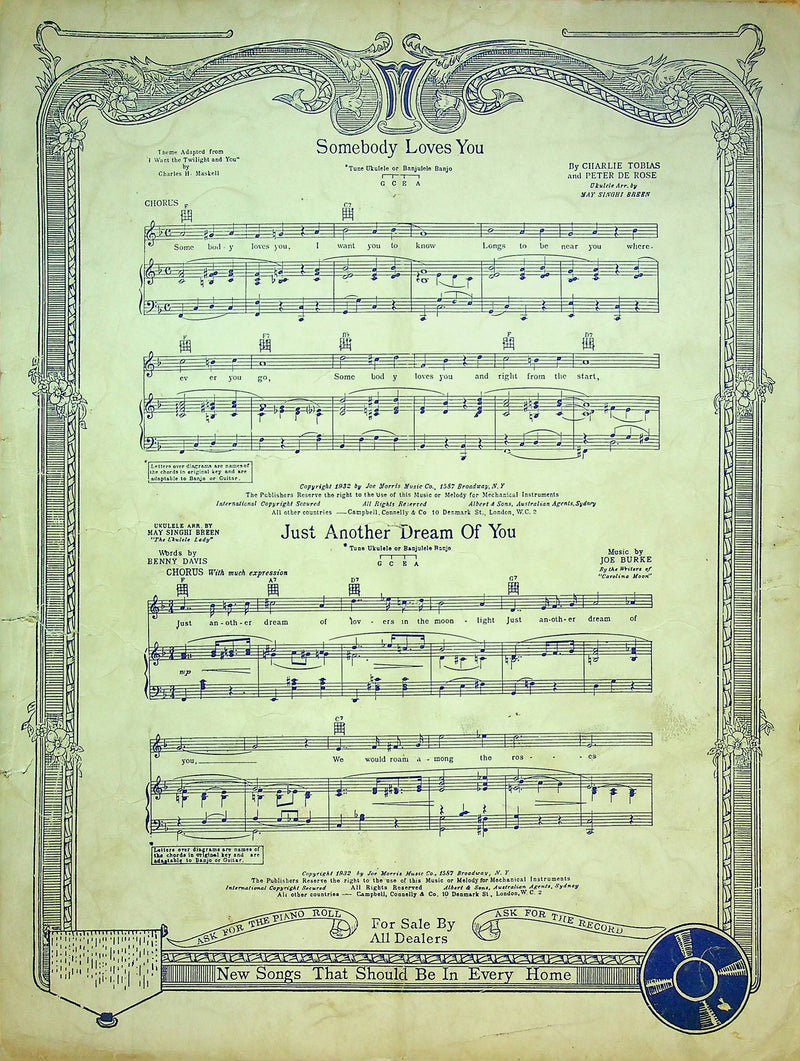 M
Somebody Loves You
Theme Adapted from
"I Want the Twilight and You"
by
Charles H. Maskell
*Tune Ukulele or Banjulele Banjo
G C E A
By CHARLIE TOBIAS
and PETER DE ROSE
Ukulele Arr. by
MAY SINGHI BREEN
CHORUS
F C7
Some bod - y loves you, I want you to know Longs to be near you where-
F F7 D7 F D7
ev er you go, Some bod y loves you and right from the start,
*Letters over diagrams are names of
the chords in original key and are
adaptable to Banjo or Guitar.
Copyright 1932 by Joe Morris Music Co., 1587 Broadway, N. Y
The Publishers Reserve the right to the use of this Music or Melody for Mechanical Instruments
International Copyright Secured All Rights Reserved Albert & Sons, Australian Agents, Sydney
All other countries — Campbell, Connelly & Co 10 Denmark St., London, W. C. 2
UKULELE ARR. BY
MAY SINGHI BREEN
"The Ukulele Lady"
Just Another Dream Of You
* Tune Ukulele or Banjulele Banjo
G C E A
Words by
BENNY DAVIS
Music by
JOE BURKE
By the Writers of
"Carolina Moon"
CHORUS With much expression
F A7 D7 G7
Just an - oth - er dream of lov - ers in the moon - light Just an-oth-er dream of
mp
C7
you, We would roam a - mong the ros - - es
*Letters over diagrams are names of
the chords in original key and are
adaptable to Banjo or Guitar.
Copyright 1932 by Joe Morris Music Co., 1587 Broadway, N. Y
The Publishers Reserve the right to the use of this Music or Melody for Mechanical Instruments
International Copyright Secured All Rights Reserved Albert & Sons, Australian Agents, Sydney
All other countries — Campbell, Connelly & Co. 10 Denmark St., London, W. C. 2
ASK FOR THE PIANO ROLL
For Sale By
All Dealers
ASK FOR THE RECORD
New Songs That Should Be In Every Home